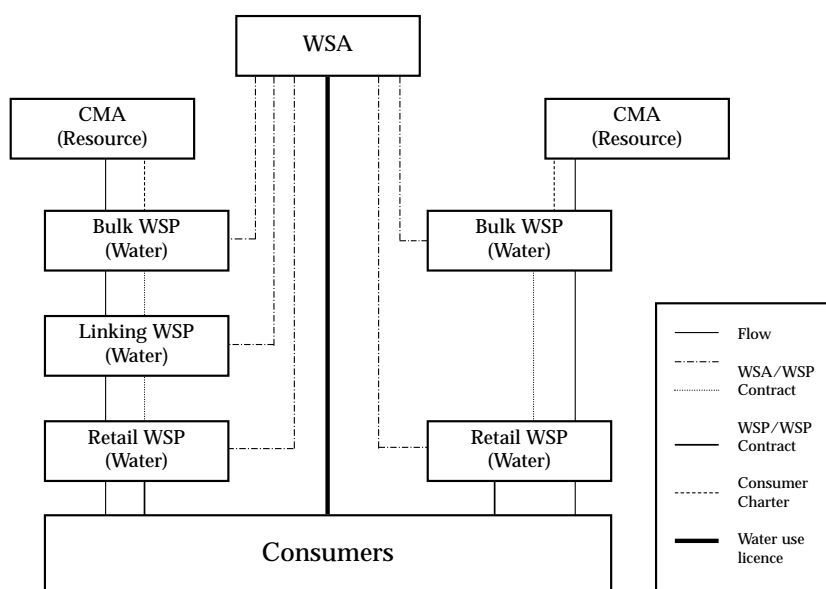 WSA
CMA
(Resource)
CMA
(Resource)
Bulk WSP
(Water)
Bulk WSP
(Water)
Linking WSP
(Water)
Retail WSP
(Water)
Retail WSP
(Water)
Consumers
Flow
WSA/WSP
Contract
WSP/WSP
Contract
Consumer
Charter
Water use
licence